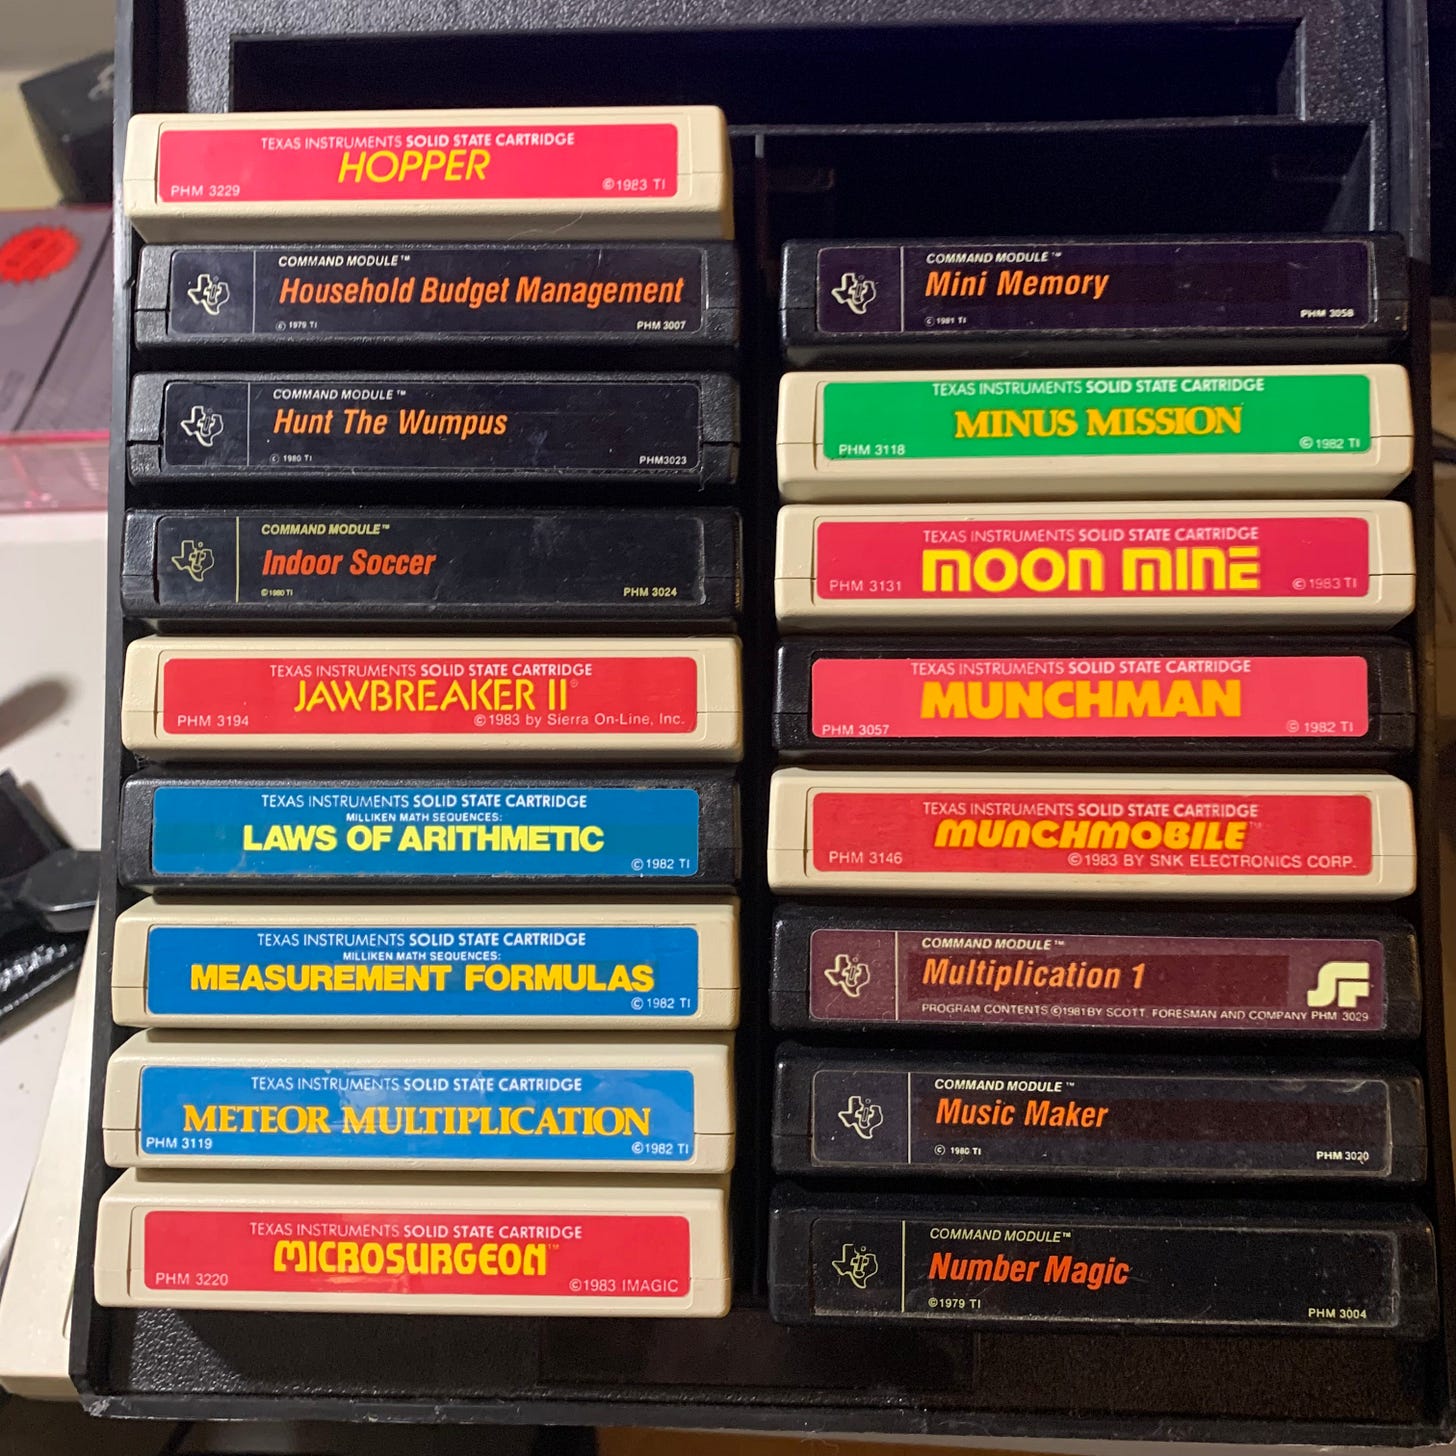 TEXAS INSTRUMENTS SOLID STATE CARTRIDGE
HOPPER
PHM 3229 ©1983 TI
COMMAND MODULE™
Household Budget Management
© 1979 TI PHM 3007
COMMAND MODULE™
Hunt The Wumpus
© 1980 TI PHM3023
COMMAND MODULE™
Indoor Soccer
©1980 TI PHM 3024
TEXAS INSTRUMENTS SOLID STATE CARTRIDGE
JAWBREAKER II®
PHM 3194 ©1983 by Sierra On-Line, Inc.
TEXAS INSTRUMENTS SOLID STATE CARTRIDGE
MILLIKEN MATH SEQUENCES:
LAWS OF ARITHMETIC
© 1982 TI
TEXAS INSTRUMENTS SOLID STATE CARTRIDGE
MILLIKEN MATH SEQUENCES:
MEASUREMENT FORMULAS
© 1982 TI
TEXAS INSTRUMENTS SOLID STATE CARTRIDGE
METEOR MULTIPLICATION
PHM 3119 ©1982 TI
TEXAS INSTRUMENTS SOLID STATE CARTRIDGE
MICROSURGEON™
PHM 3220 ©1983 IMAGIC
COMMAND MODULE™
Mini Memory
© 1981 TI PHM 3058
TEXAS INSTRUMENTS SOLID STATE CARTRIDGE
MINUS MISSION
PHM 3118 © 1982 TI
TEXAS INSTRUMENTS SOLID STATE CARTRIDGE
MOON MINE
PHM 3131 ©1983 TI
TEXAS INSTRUMENTS SOLID STATE CARTRIDGE
MUNCHMAN
PHM 3057 © 1982 TI
TEXAS INSTRUMENTS SOLID STATE CARTRIDGE
MUNCHMOBILE™
PHM 3146 ©1983 BY SNK ELECTRONICS CORP.
COMMAND MODULE™
Multiplication 1
SF
PROGRAM CONTENTS ©1981 BY SCOTT, FORESMAN AND COMPANY PHM 3029
COMMAND MODULE™
Music Maker
© 1980 TI PHM 3020
COMMAND MODULE™
Number Magic
©1979 TI PHM 3004